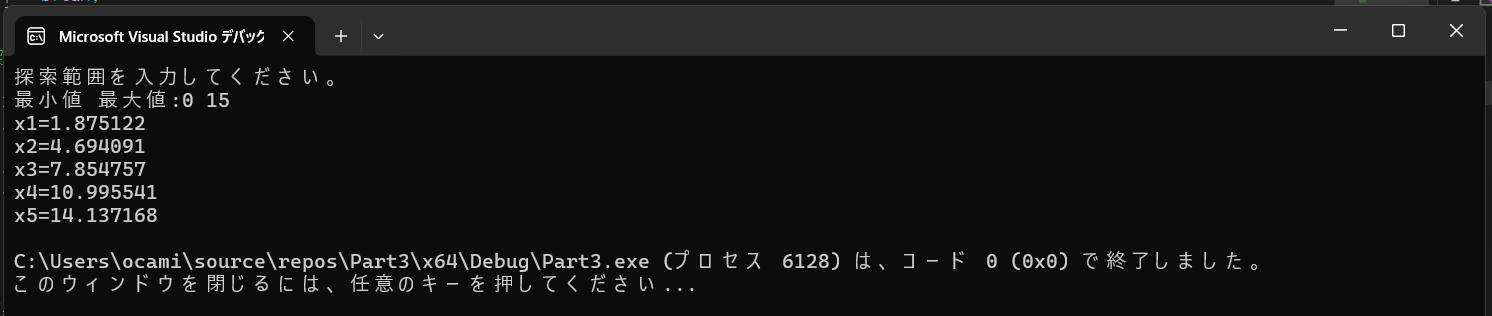 Microsoft Visual Studio デバック
探索範囲を入力してください。
最小値 最大値:0 15
x1=1.875122
x2=4.694091
x3=7.854757
x4=10.995541
x5=14.137168
C:\Users\ocami\source\repos\Part3\x64\Debug\Part3.exe (プロセス 6128) は、コード 0 (0x0) で終了しました。
このウィンドウを閉じるには、任意のキーを押してください...